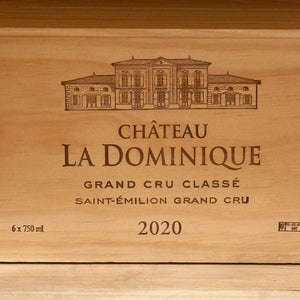 CHÂTEAU
LA DOMINIQUE
GRAND CRU CLASSÉ
SAINT-ÉMILION GRAND CRU
6 x 750 ml
2020